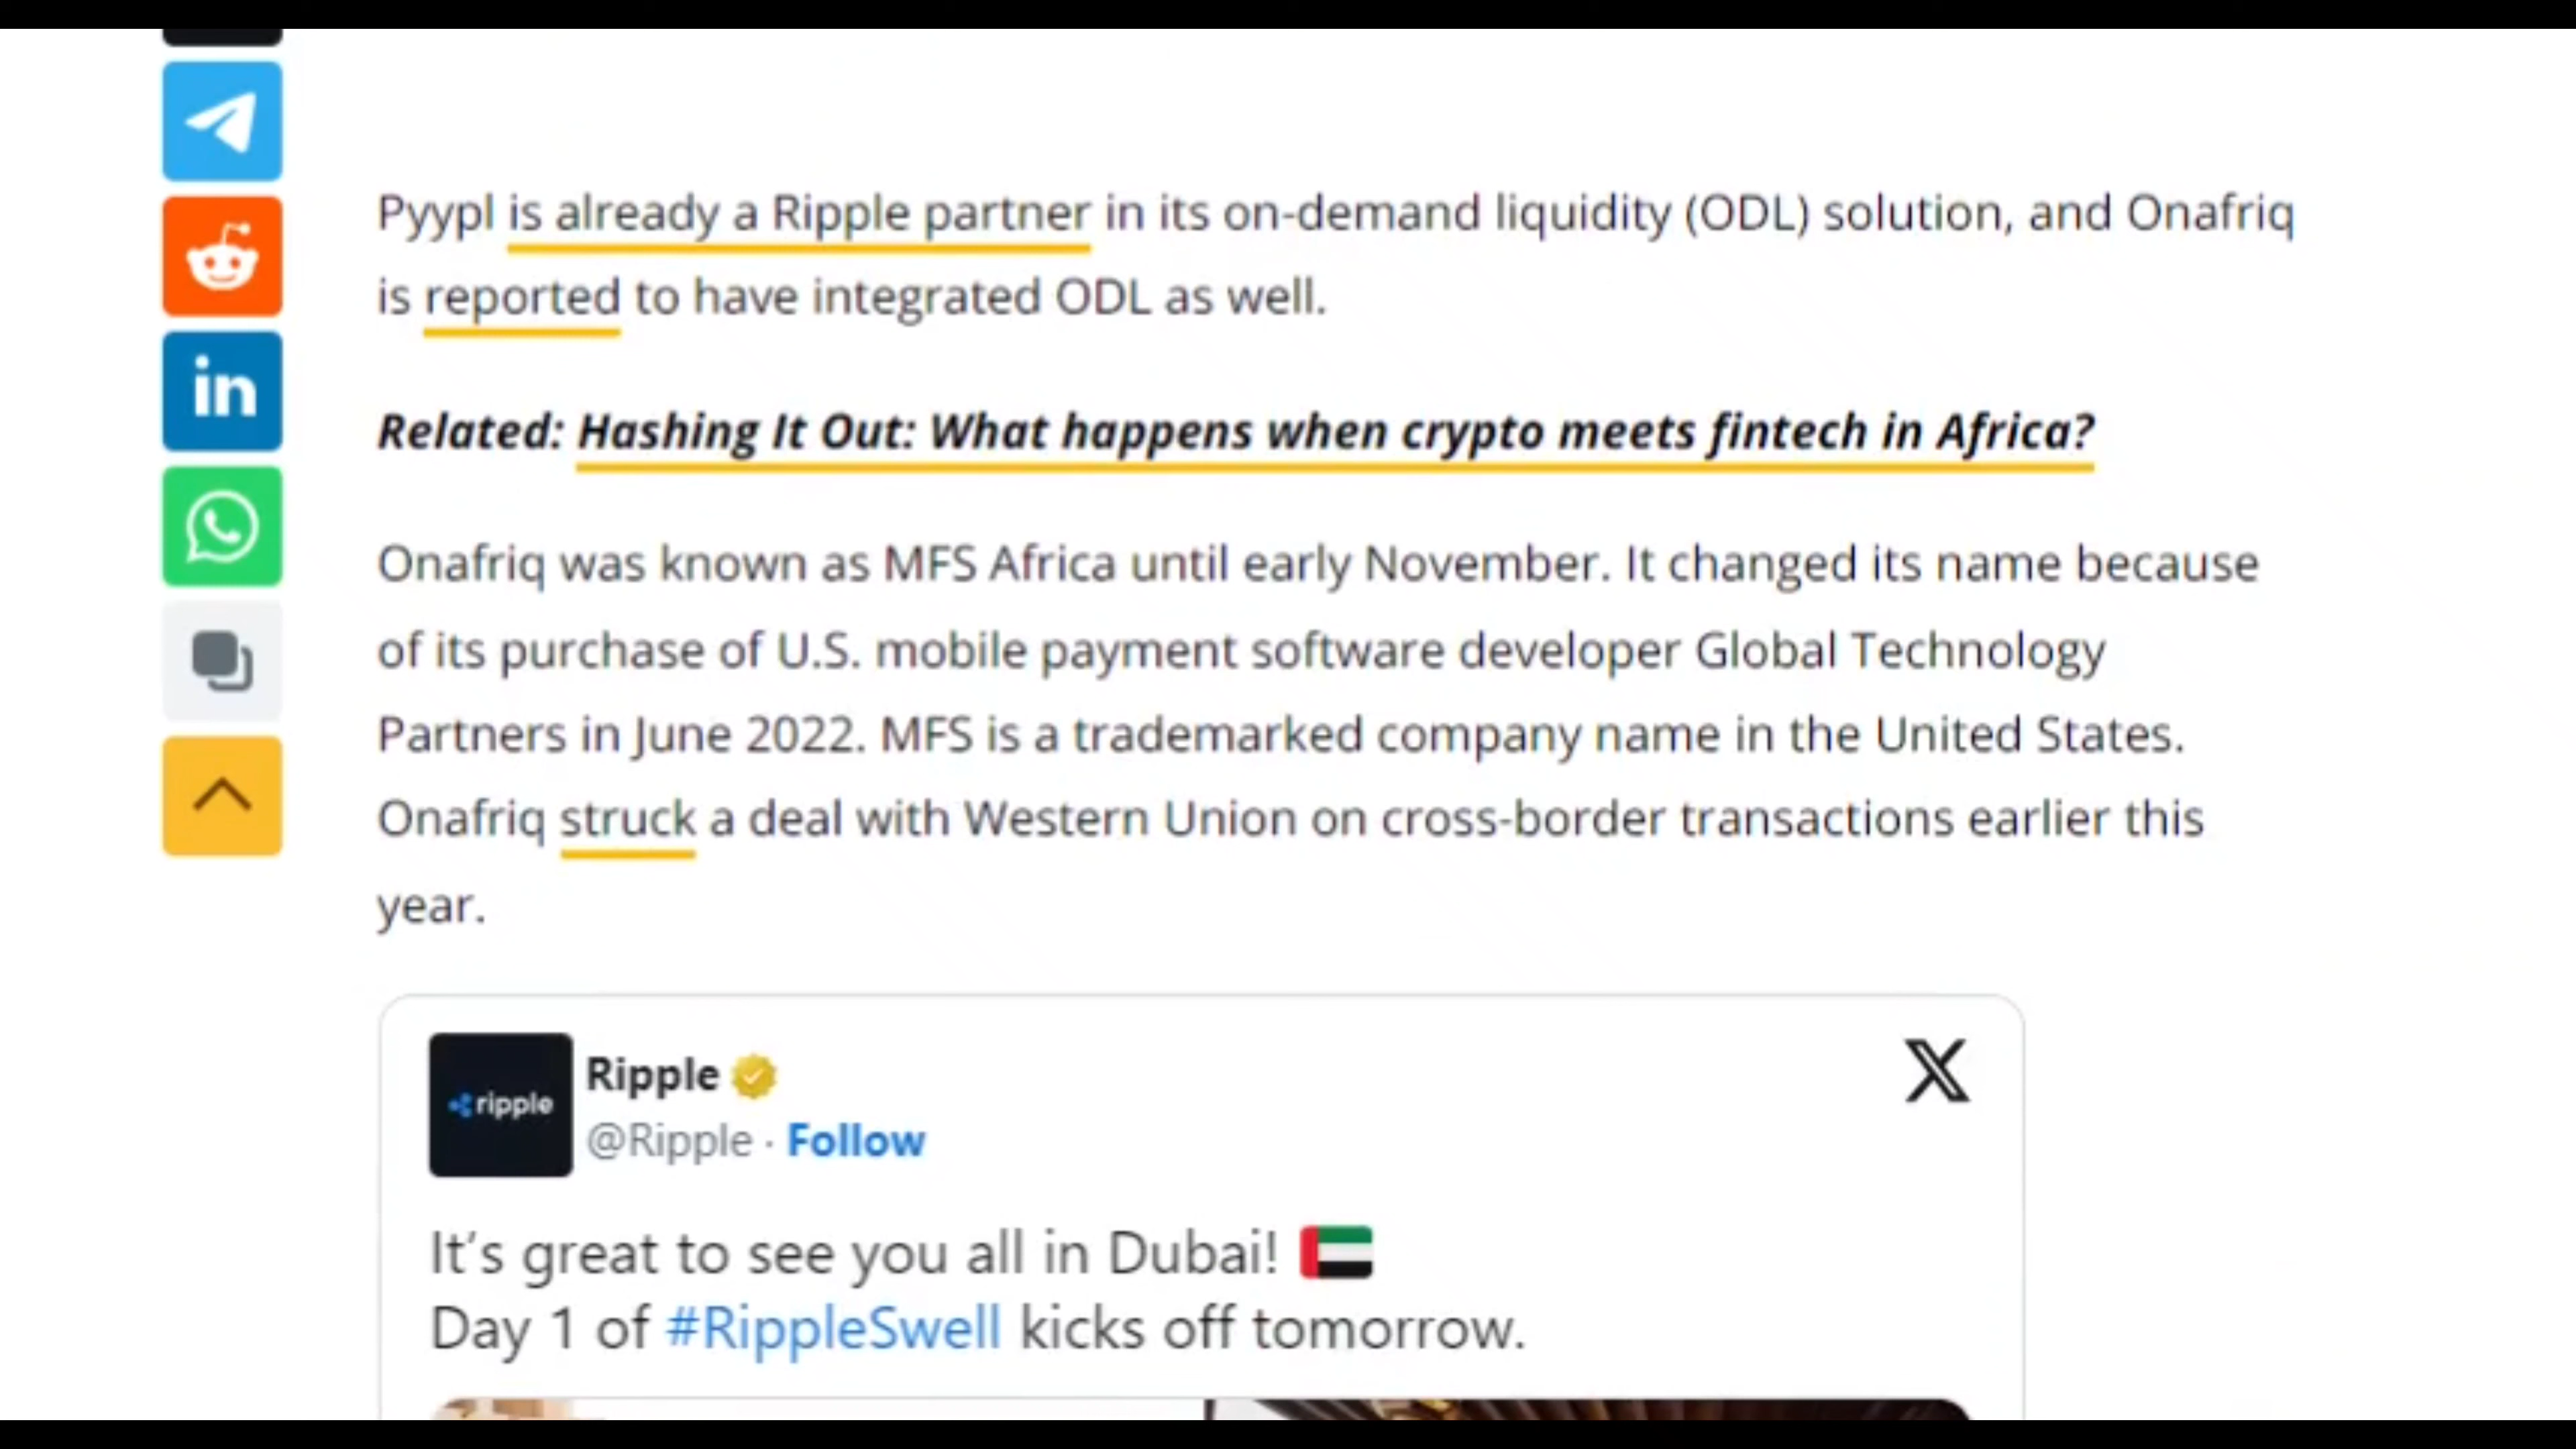 Pyypl is already a Ripple partner in its on-demand liquidity (ODL) solution, and Onafriq
is reported to have integrated ODL as well.
Related: Hashing It Out: What happens when crypto meets fintech in Africa?
Onafriq was known as MFS Africa until early November. It changed its name because
of its purchase of U.S. mobile payment software developer Global Technology
Partners in June 2022. MFS is a trademarked company name in the United States.
Onafriq struck a deal with Western Union on cross-border transactions earlier this
year.
in
ripple
Ripple
@Ripple · Follow
It's great to see you all in Dubai! 🇦🇪
Day 1 of #RippleSwell kicks off tomorrow.